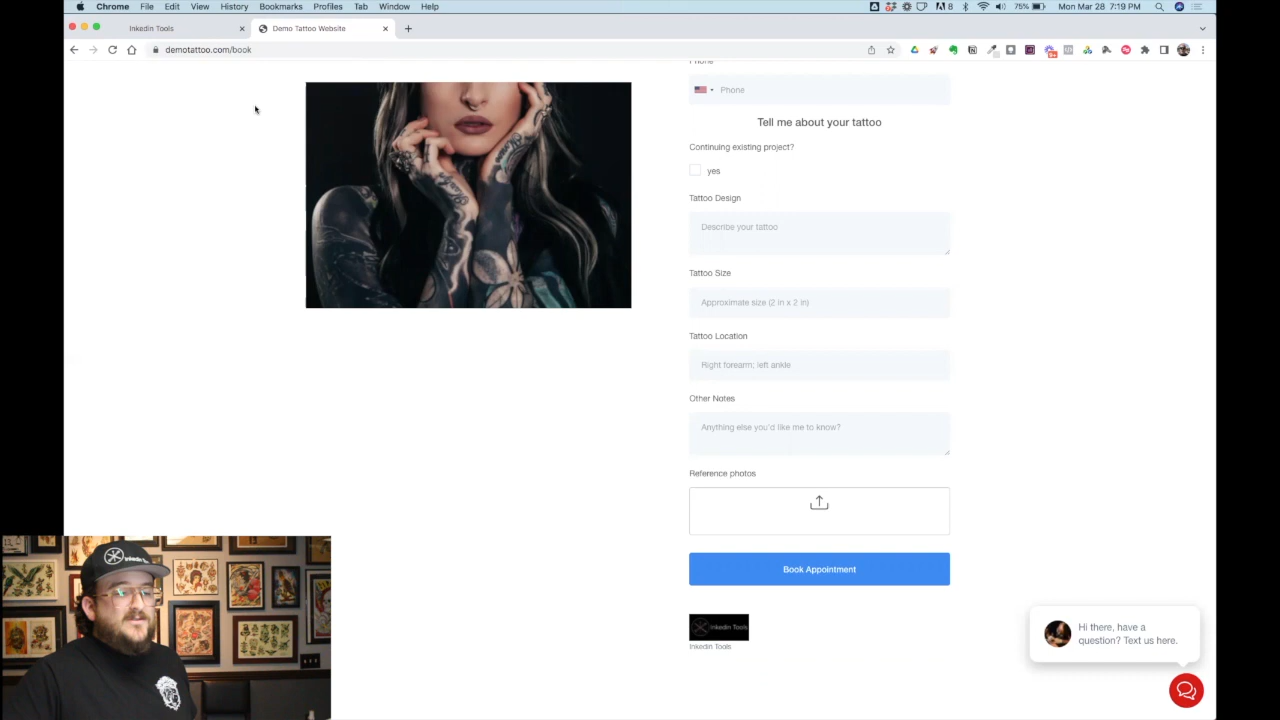 Chrome File Edit View History Bookmarks Profiles Tab Window Help
8 75% Mon Mar 28 7:19 PM
Inkedin Tools
Demo Tattoo Website
demotattoo.com/book
Phone
Phone
Tell me about your tattoo
Continuing existing project?
yes
Tattoo Design
Describe your tattoo
Tattoo Size
Approximate size (2 in x 2 in)
Tattoo Location
Right forearm; left ankle
Other Notes
Anything else you'd like me to know?
Reference photos
Book Appointment
Inkedin Tools
Inkedin Tools
Hi there, have a
question? Text us here.